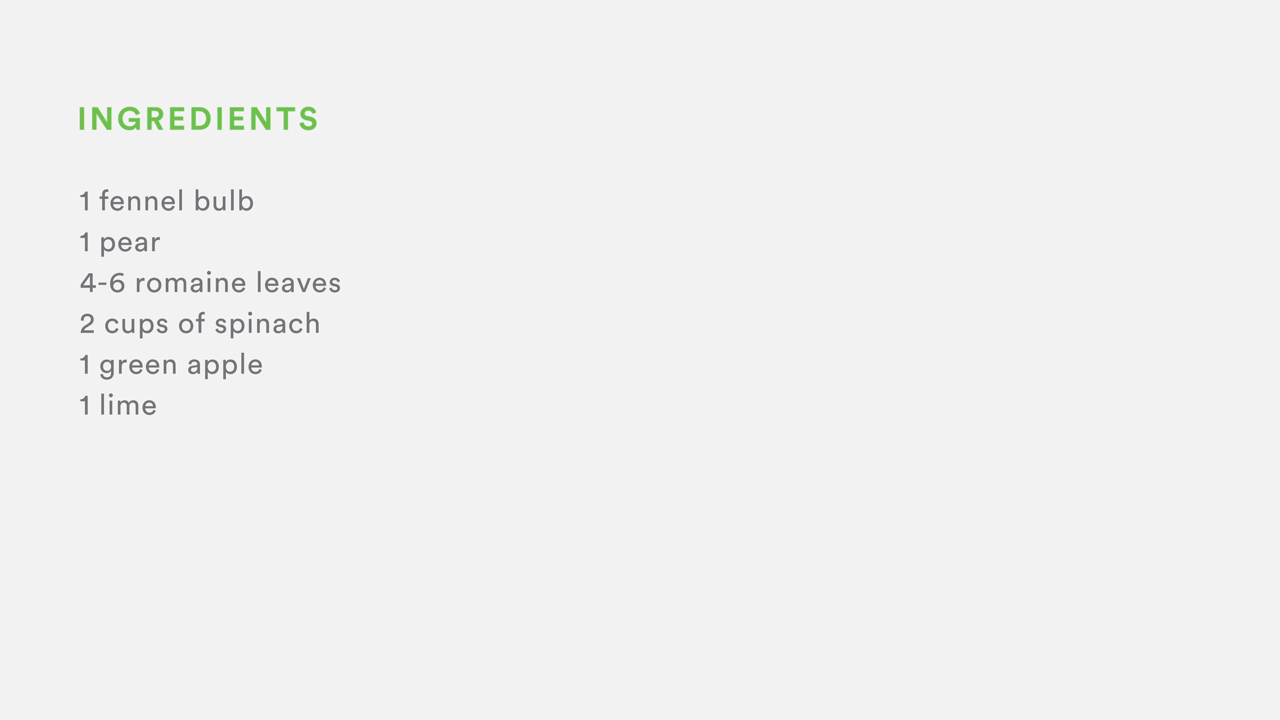 INGREDIENTS
1 fennel bulb
1 pear
4-6 romaine leaves
2 cups of spinach
1 green apple
1 lime